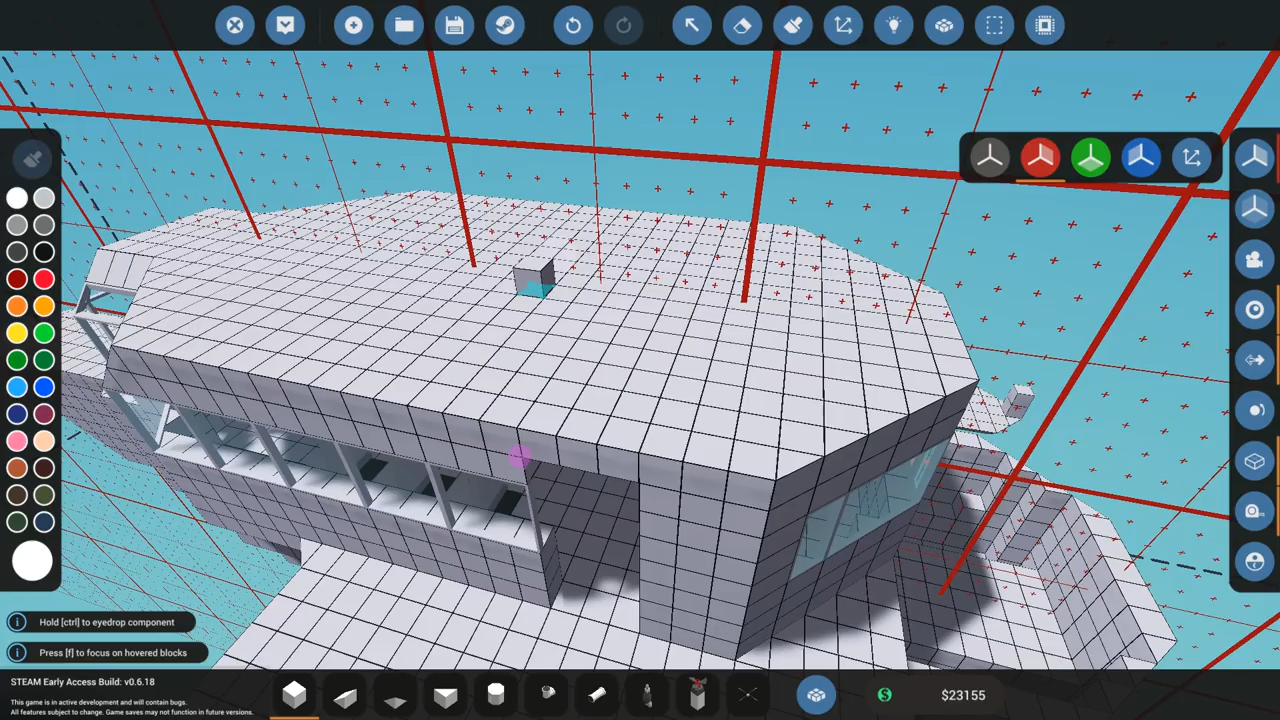 Hold [ctrl] to eyedrop component
Press [f] to focus on hovered blocks
STEAM Early Access Build: v0.6.18
This game is in active development and will contain bugs.
All features subject to change. Game saves may not function in future versions.
$
$23155